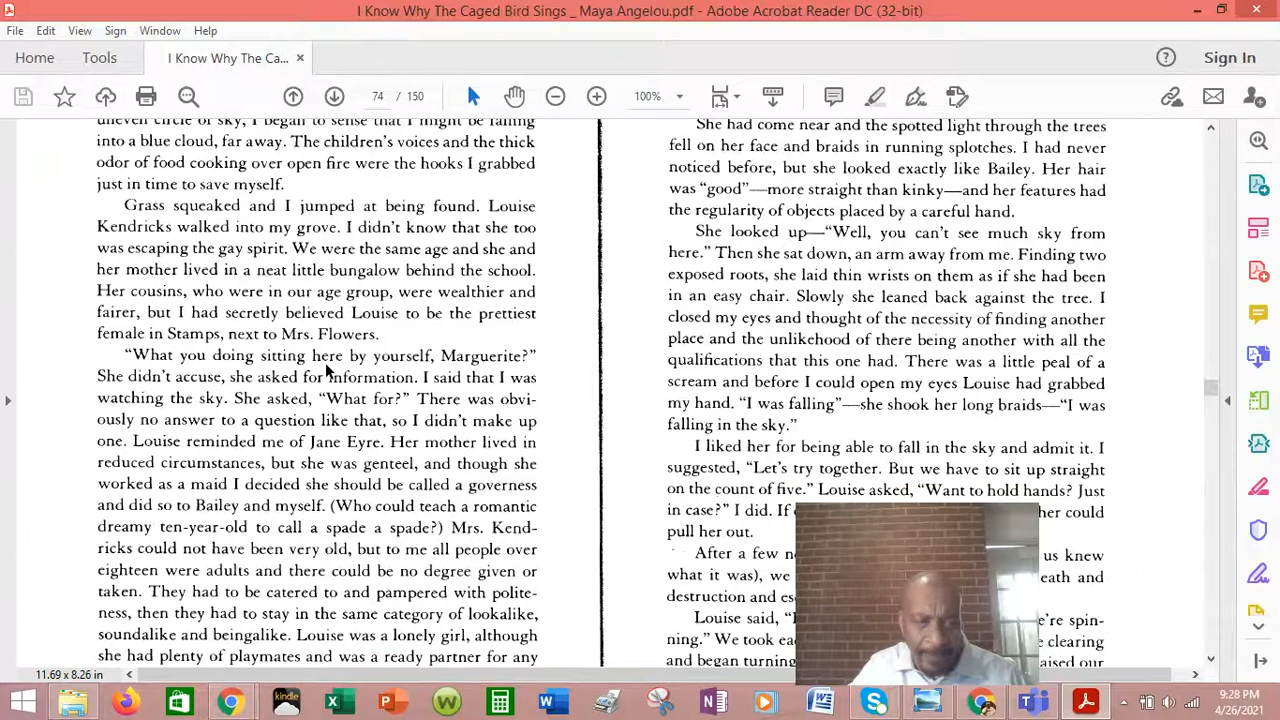 I Know Why The Caged Bird Sings _ Maya Angelou.pdf - Adobe Acrobat Reader DC (32-bit)
File Edit View Sign Window Help
Home Tools I Know Why The Ca... × Sign In
74 / 150 100%
uneven circle of sky, I began to sense that I might be falling
into a blue cloud, far away. The children's voices and the thick
odor of food cooking over open fire were the hooks I grabbed
just in time to save myself.
Grass squeaked and I jumped at being found. Louise
Kendricks walked into my grove. I didn't know that she too
was escaping the gay spirit. We were the same age and she and
her mother lived in a neat little bungalow behind the school.
Her cousins, who were in our age group, were wealthier and
fairer, but I had secretly believed Louise to be the prettiest
female in Stamps, next to Mrs. Flowers.
"What you doing sitting here by yourself, Marguerite?"
She didn't accuse, she asked for information. I said that I was
watching the sky. She asked, "What for?" There was obvi-
ously no answer to a question like that, so I didn't make up
one. Louise reminded me of Jane Eyre. Her mother lived in
reduced circumstances, but she was genteel, and though she
worked as a maid I decided she should be called a governess
and did so to Bailey and myself. (Who could teach a romantic
dreamy ten-year-old to call a spade a spade?) Mrs. Kend-
ricks could not have been very old, but to me all people over
eighteen were adults and there could be no degree given or
taken. They had to be catered to and pampered with polite-
ness, then they had to stay in the same category of lookalike,
soundalike and beingalike. Louise was a lonely girl, although
she had plenty of playmates and was a ready partner for any
She had come near and the spotted light through the trees
fell on her face and braids in running splotches. I had never
noticed before, but she looked exactly like Bailey. Her hair
was "good"—more straight than kinky—and her features had
the regularity of objects placed by a careful hand.
She looked up—"Well, you can't see much sky from
here." Then she sat down, an arm away from me. Finding two
exposed roots, she laid thin wrists on them as if she had been
in an easy chair. Slowly she leaned back against the tree. I
closed my eyes and thought of the necessity of finding another
place and the unlikehood of there being another with all the
qualifications that this one had. There was a little peal of a
scream and before I could open my eyes Louise had grabbed
my hand. "I was falling"—she shook her long braids—"I was
falling in the sky."
I liked her for being able to fall in the sky and admit it. I
suggested, "Let's try together. But we have to sit up straight
on the count of five." Louise asked, "Want to hold hands? Just
in case?" I did. If her could
pull her out.
After a few us knew
what it was), we eath and
destruction and es
Louise said, e're spin-
ning." We took ea e clearing
and began turning aised our
11.69 x 8.26 in
9:28 PM
4/26/2021